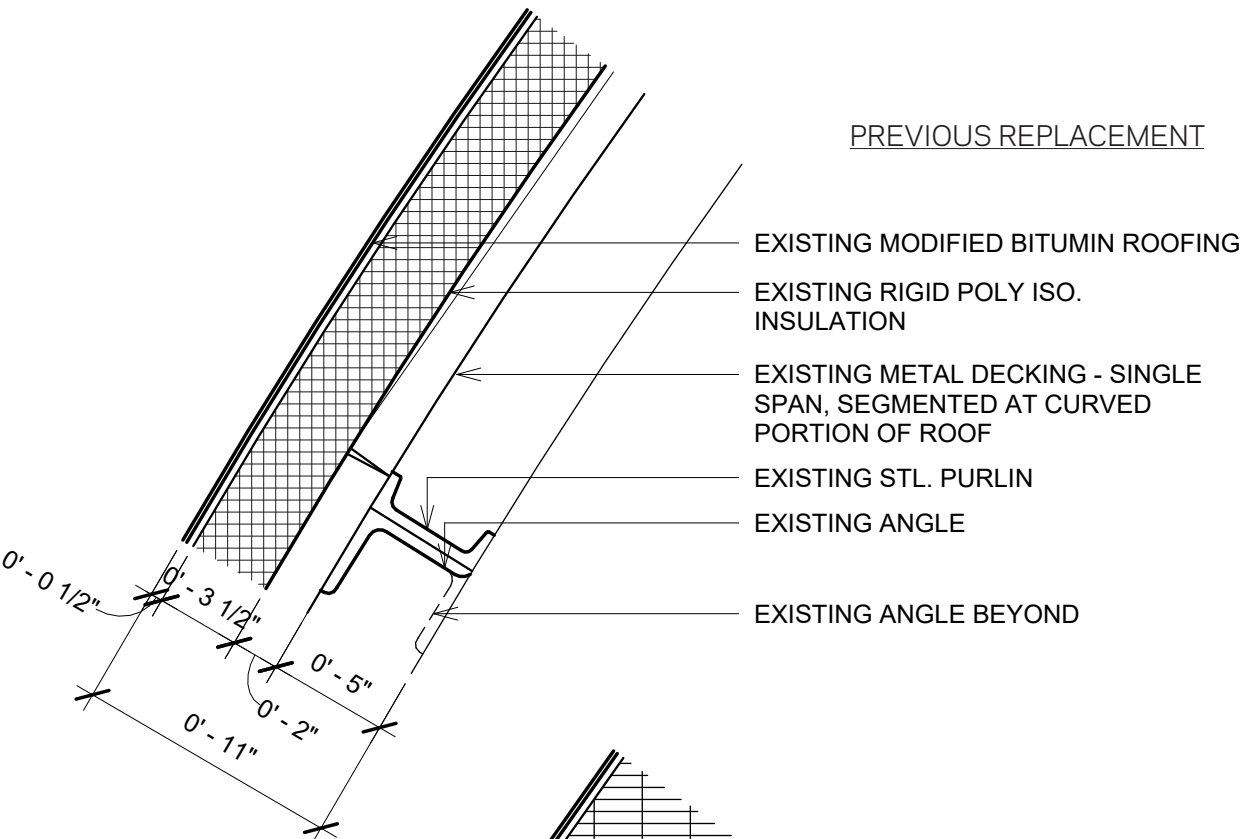 PREVIOUS REPLACEMENT
EXISTING MODIFIED BITUMIN ROOFING
EXISTING RIGID POLY ISO.
INSULATION
EXISTING METAL DECKING - SINGLE
SPAN, SEGMENTED AT CURVED
PORTION OF ROOF
EXISTING STL. PURLIN
EXISTING ANGLE
EXISTING ANGLE BEYOND
0' - 0 1/2"
0' - 3 1/2"
0' - 5"
0' - 2"
0' - 11"